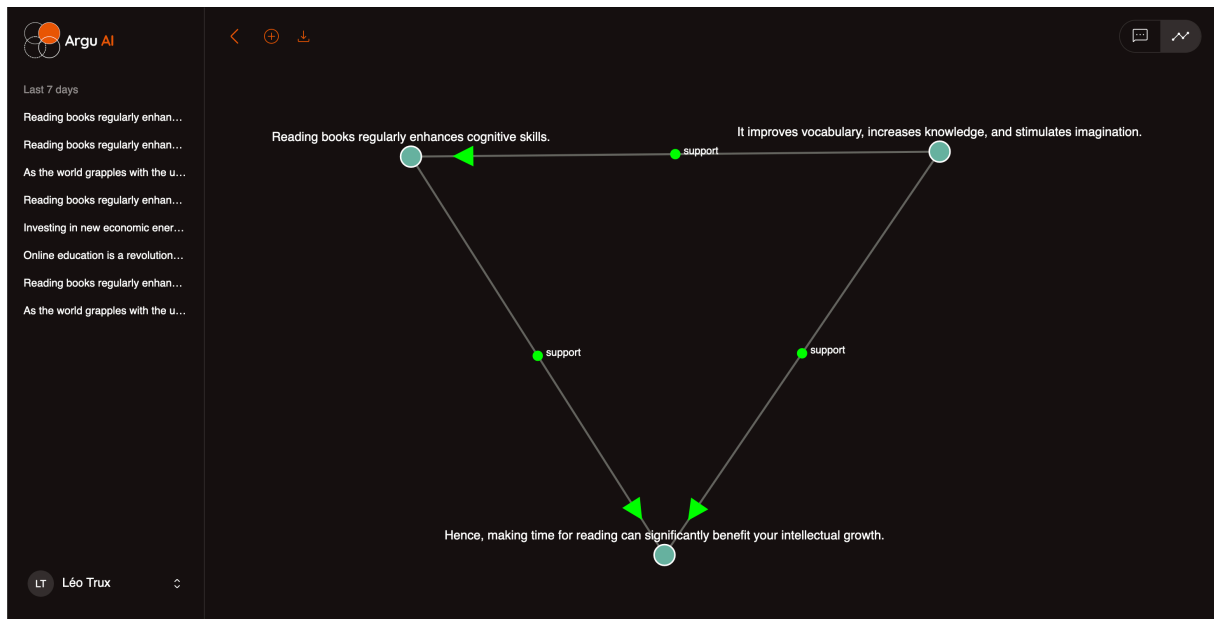 Argu AI
Last 7 days
Reading books regularly enhan...
Reading books regularly enhan...
As the world grapples with the u...
Reading books regularly enhan...
Investing in new economic ener...
Online education is a revolution...
Reading books regularly enhan...
As the world grapples with the u...
LT Léo Trux
Reading books regularly enhances cognitive skills.
It improves vocabulary, increases knowledge, and stimulates imagination.
support
support
support
Hence, making time for reading can significantly benefit your intellectual growth.